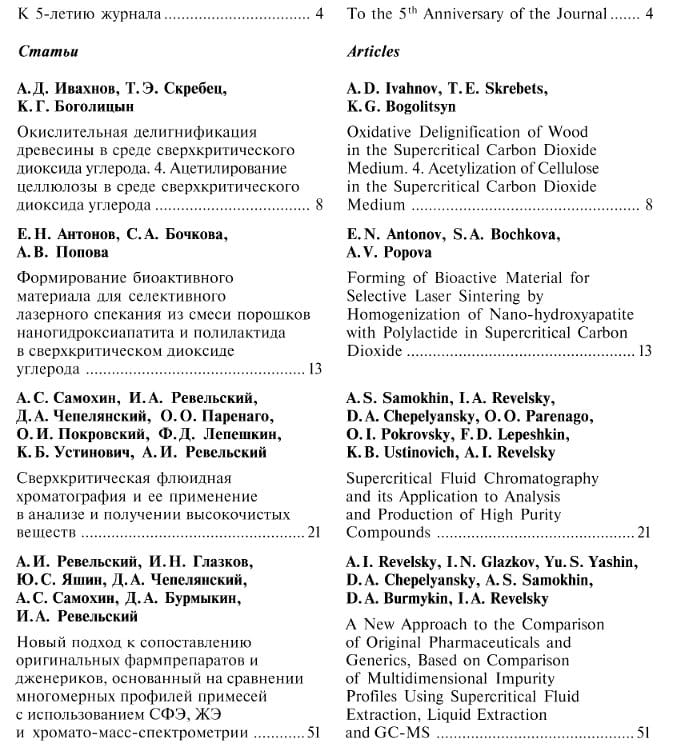 К 5-летию журнала ........................... 4
Статьи
А. Д. Ивахнов, Т. Э. Скребец,
К. Г. Боголицын
Окислительная делигнификация
древесины в среде сверхкритического
диоксида углерода. 4. Ацетилирование
целлюлозы в среде сверхкритического
диоксида углерода ........................... 8
Е. Н. Антонов, С. А. Бочкова,
А. В. Попова
Формирование биоактивного
материала для селективного
лазерного спекания из смеси порошков
наногидроксиапатита и полилактида
в сверхкритическом диоксиде
углерода ........................... 13
А. С. Самохин, И. А. Ревельский,
Д. А. Чепелянский, О. О. Паренаго,
О. И. Покровский, Ф. Д. Лепешкин,
К. Б. Устинович, А. И. Ревельский
Сверхкритическая флюидная
хроматография и ее применение
в анализе и получении высокочистых
веществ ........................... 21
А. И. Ревельский, И. Н. Глазков,
Ю. С. Яшин, Д. А. Чепелянский,
А. С. Самохин, Д. А. Бурмыкин,
И. А. Ревельский
Новый подход к сопоставлению
оригинальных фармпрепаратов и
дженериков, основанный на сравнении
многомерных профилей примесей
с использованием СФЭ, ЖЭ
и хромато-масс-спектрометрии ............ 51
To the 5th Anniversary of the Journal ....... 4
Articles
A. D. Ivahnov, T. E. Skrebets,
K. G. Bogolitsyn
Oxidative Delignification of Wood
in the Supercritical Carbon Dioxide
Medium. 4. Acetylization of Cellulose
in the Supercritical Carbon Dioxide
Medium ........................... 8
E. N. Antonov, S. A. Bochkova,
A. V. Popova
Forming of Bioactive Material for
Selective Laser Sintering by
Homogenization of Nano-hydroxyapatite
with Polylactide in Supercritical Carbon
Dioxide ........................... 13
A. S. Samokhin, I. A. Revelsky,
D. A. Chepelyansky, O. O. Parenago,
O. I. Pokrovsky, F. D. Lepeshkin,
K. B. Ustinovich, A. I. Revelsky
Supercritical Fluid Chromatography
and its Application to Analysis
and Production of High Purity
Compounds ........................... 21
A. I. Revelsky, I. N. Glazkov, Yu. S. Yashin,
D. A. Chepelyansky, A. S. Samokhin,
D. A. Burmykin, I. A. Revelsky
A New Approach to the Comparison
of Original Pharmaceuticals and
Generics, Based on Comparison
of Multidimensional Impurity
Profiles Using Supercritical Fluid
Extraction, Liquid Extraction
and GC-MS ........................... 51